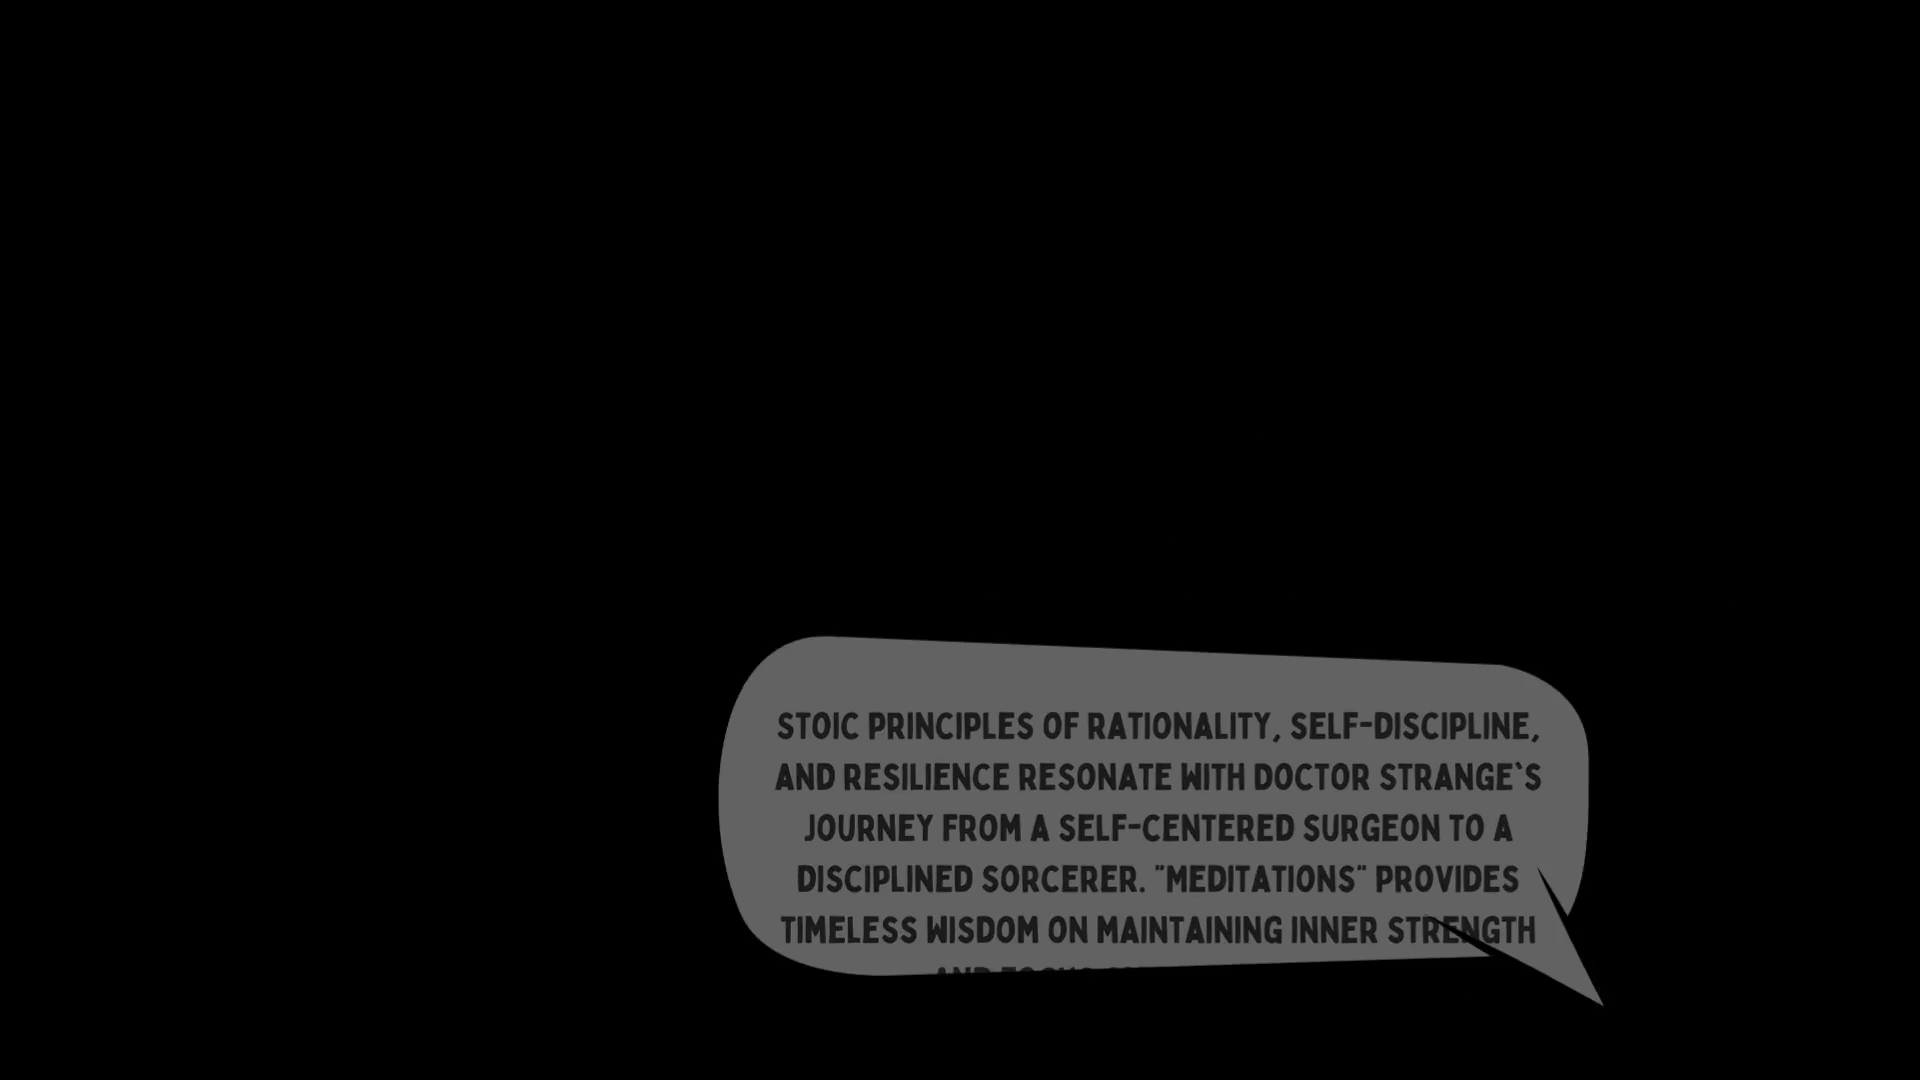 STOIC PRINCIPLES OF RATIONALITY, SELF-DISCIPLINE,
AND RESILIENCE RESONATE WITH DOCTOR STRANGE`S
JOURNEY FROM A SELF-CENTERED SURGEON TO A
DISCIPLINED SORCERER. "MEDITATIONS" PROVIDES
TIMELESS WISDOM ON MAINTAINING INNER STRENGTH
AND